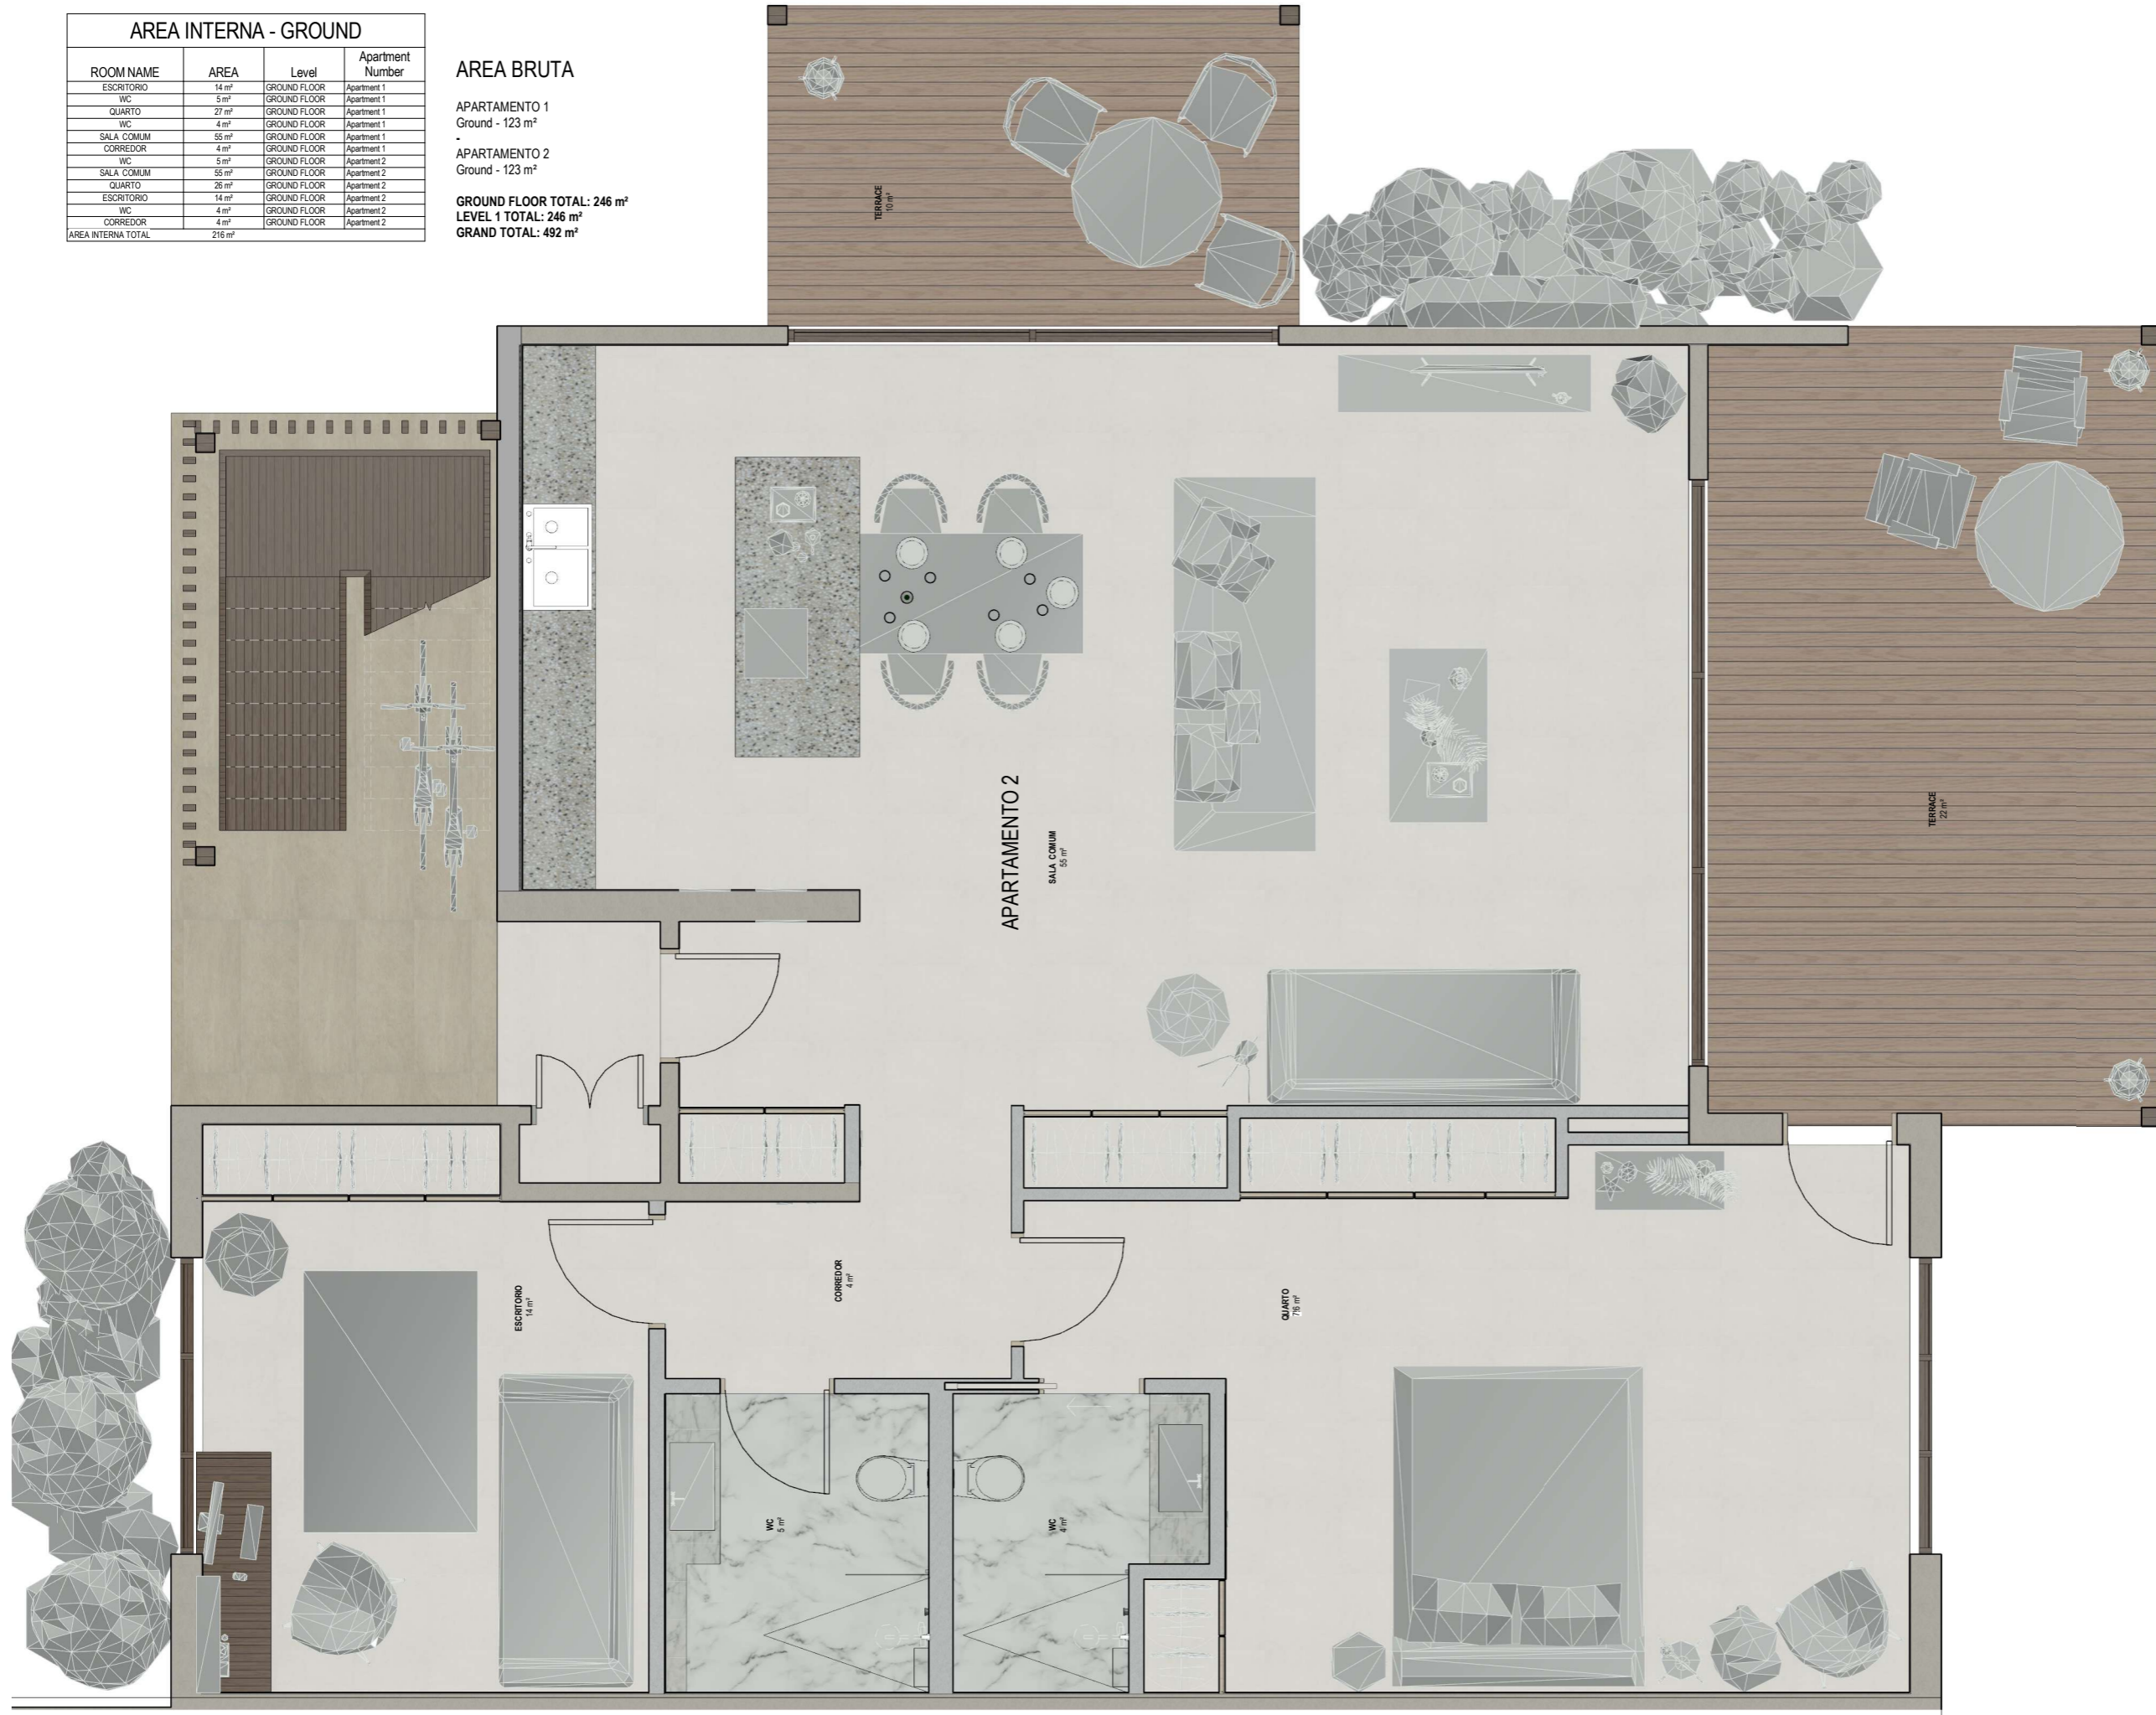 AREA INTERNA - GROUND
ROOM NAME AREA Level Apartment Number
ESCRITORIO 14 m² GROUND FLOOR Apartment 1
WC 5 m² GROUND FLOOR Apartment 1
QUARTO 27 m² GROUND FLOOR Apartment 1
WC 4 m² GROUND FLOOR Apartment 1
SALA COMUM 55 m² GROUND FLOOR Apartment 1
CORREDOR 4 m² GROUND FLOOR Apartment 1
WC 5 m² GROUND FLOOR Apartment 2
SALA COMUM 55 m² GROUND FLOOR Apartment 2
QUARTO 26 m² GROUND FLOOR Apartment 2
ESCRITORIO 14 m² GROUND FLOOR Apartment 2
WC 4 m² GROUND FLOOR Apartment 2
CORREDOR 4 m² GROUND FLOOR Apartment 2
AREA INTERNA TOTAL 216 m²
AREA BRUTA
APARTAMENTO 1
Ground - 123 m²
-
APARTAMENTO 2
Ground - 123 m²
GROUND FLOOR TOTAL: 246 m²
LEVEL 1 TOTAL: 246 m²
GRAND TOTAL: 492 m²
TERRACE
10 m²
APARTAMENTO 2
SALA COMUM
55 m²
TERRACE
22 m²
ESCRITORIO
14 m²
CORREDOR
4 m²
QUARTO
WC
5 m²
WC
4 m²